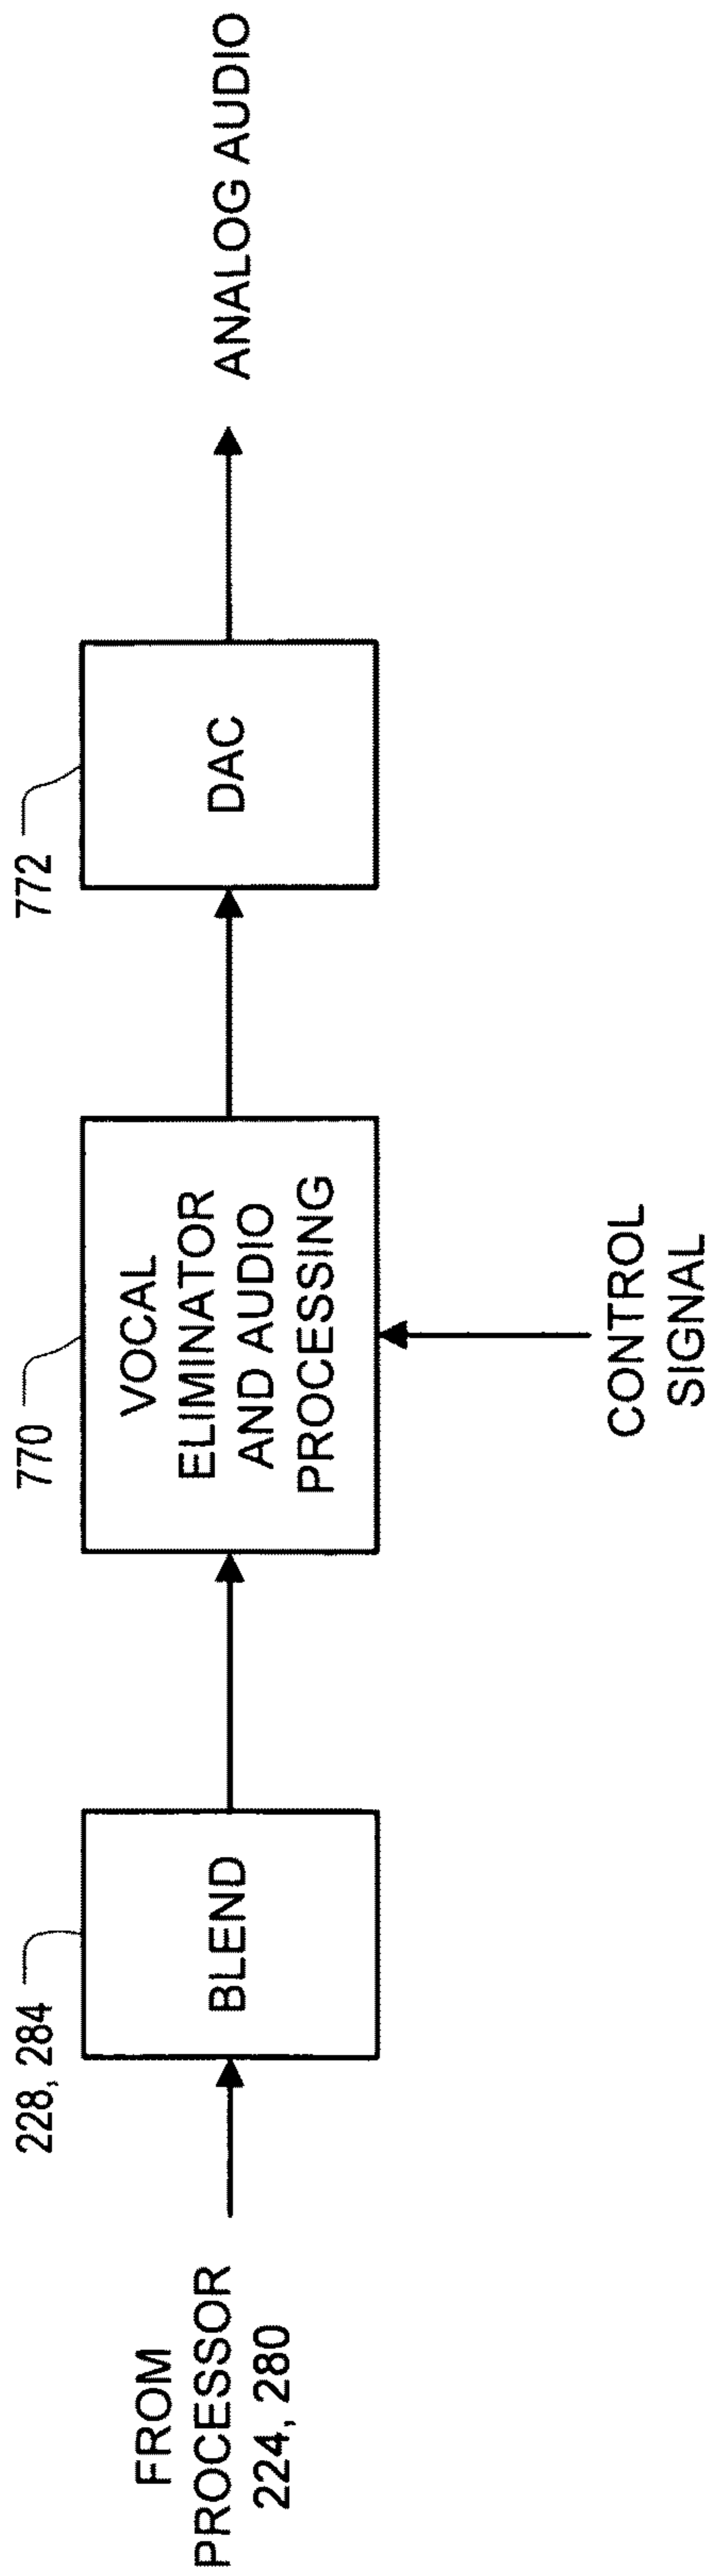 FROM
PROCESSOR
224, 280
228, 284
BLEND
770
VOCAL
ELIMINATOR
AND AUDIO
PROCESSING
CONTROL
SIGNAL
772
DAC
ANALOG AUDIO